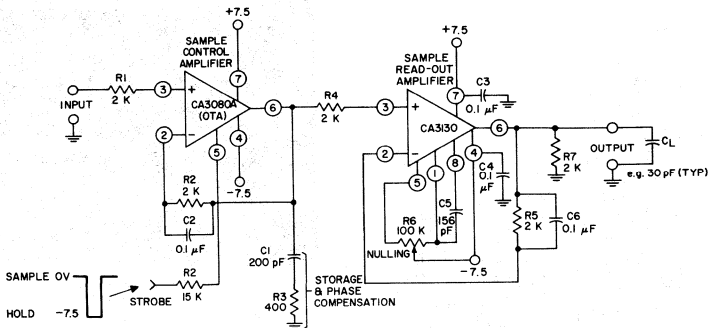 +7.5
SAMPLE
CONTROL
AMPLIFIER
7
R1
2 K
3
+
CA3080A
(OTA)
6
INPUT
2
−
5
4
-7.5
R2
2 K
C2
0.1 µF
C1
200 pF
R3
400
STORAGE
& PHASE
COMPENSATION
SAMPLE OV
HOLD -7.5
STROBE
R2
15 K
R4
2 K
+7.5
SAMPLE
READ-OUT
AMPLIFIER
7
C3
0.1 µF
3
+
CA3130
6
2
−
5
1
8
4
C4
0.1
µF
C5
156
pF
R6
100 K
NULLING
-7.5
R7
2 K
OUTPUT
CL
e.g. 30 pF (TYP)
R5
2 K
C6
0.1 µF